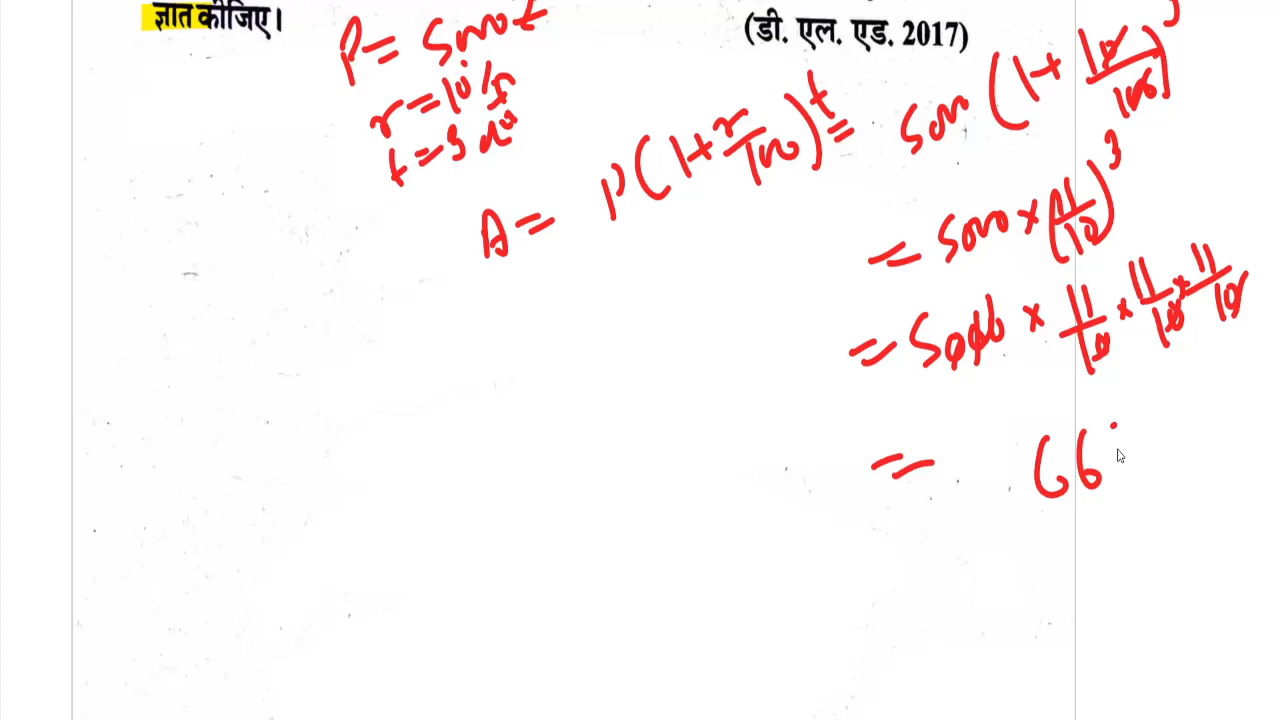 ज्ञात कीजिए।
(डी. एल. एड. 2017)
P = 5000 ₹
r = 10%
t = 3 वर्ष
A = P(1+r/100)^t = 5000(1+10/100)^3
= 5000×(11/10)^3
= 5000 × 11/10 × 11/10 × 11/10
= 66